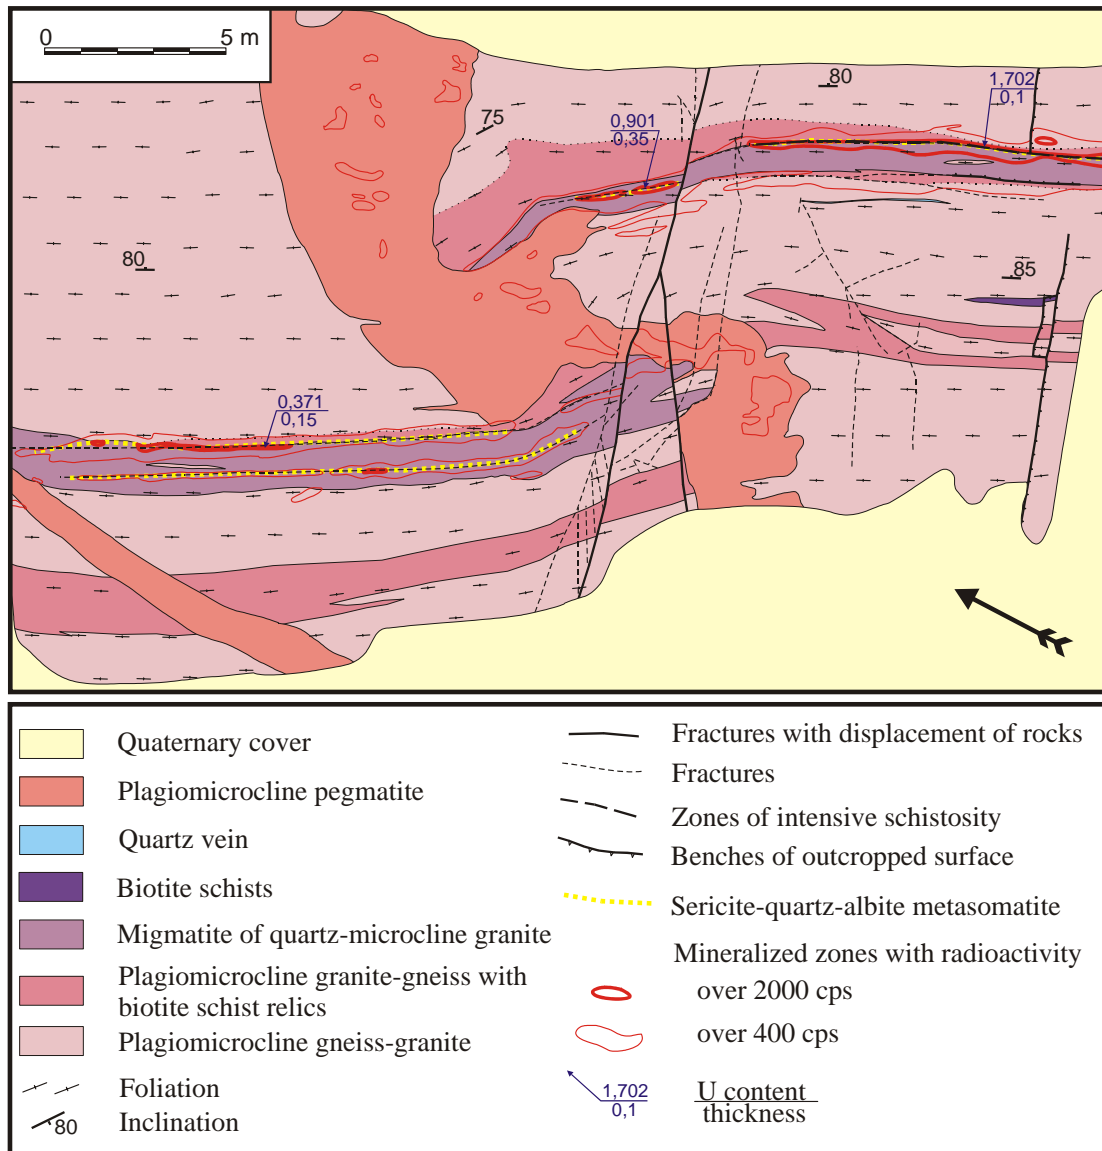 0 5 m
80
1,702
0,1
75
0,901
0,35
80
85
0,371
0,15
Quaternary cover
Plagiomicrocline pegmatite
Quartz vein
Biotite schists
Migmatite of quartz-microcline granite
Plagiomicrocline granite-gneiss with
biotite schist relics
Plagiomicrocline gneiss-granite
Foliation
80 Inclination
Fractures with displacement of rocks
Fractures
Zones of intensive schistosity
Benches of outcropped surface
Sericite-quartz-albite metasomatite
Mineralized zones with radioactivity
over 2000 cps
over 400 cps
1,702 U content
0,1 thickness